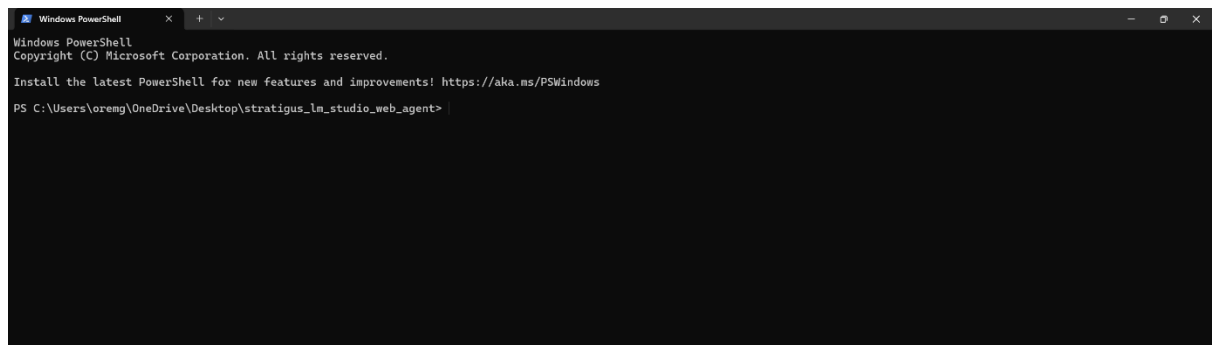 Windows PowerShell
Windows PowerShell
Copyright (C) Microsoft Corporation. All rights reserved.
Install the latest PowerShell for new features and improvements! https://aka.ms/PSWindows
PS C:\Users\oremg\OneDrive\Desktop\stratigus_lm_studio_web_agent>